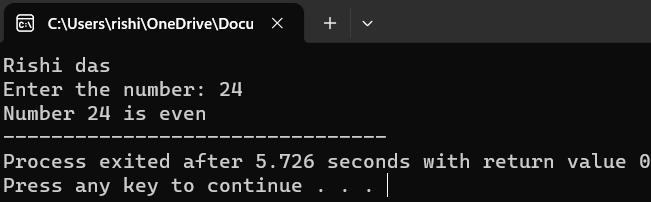 C:\Users\rishi\OneDrive\Docu
Rishi das
Enter the number: 24
Number 24 is even
--------------------------------
Process exited after 5.726 seconds with return value 0
Press any key to continue . . .